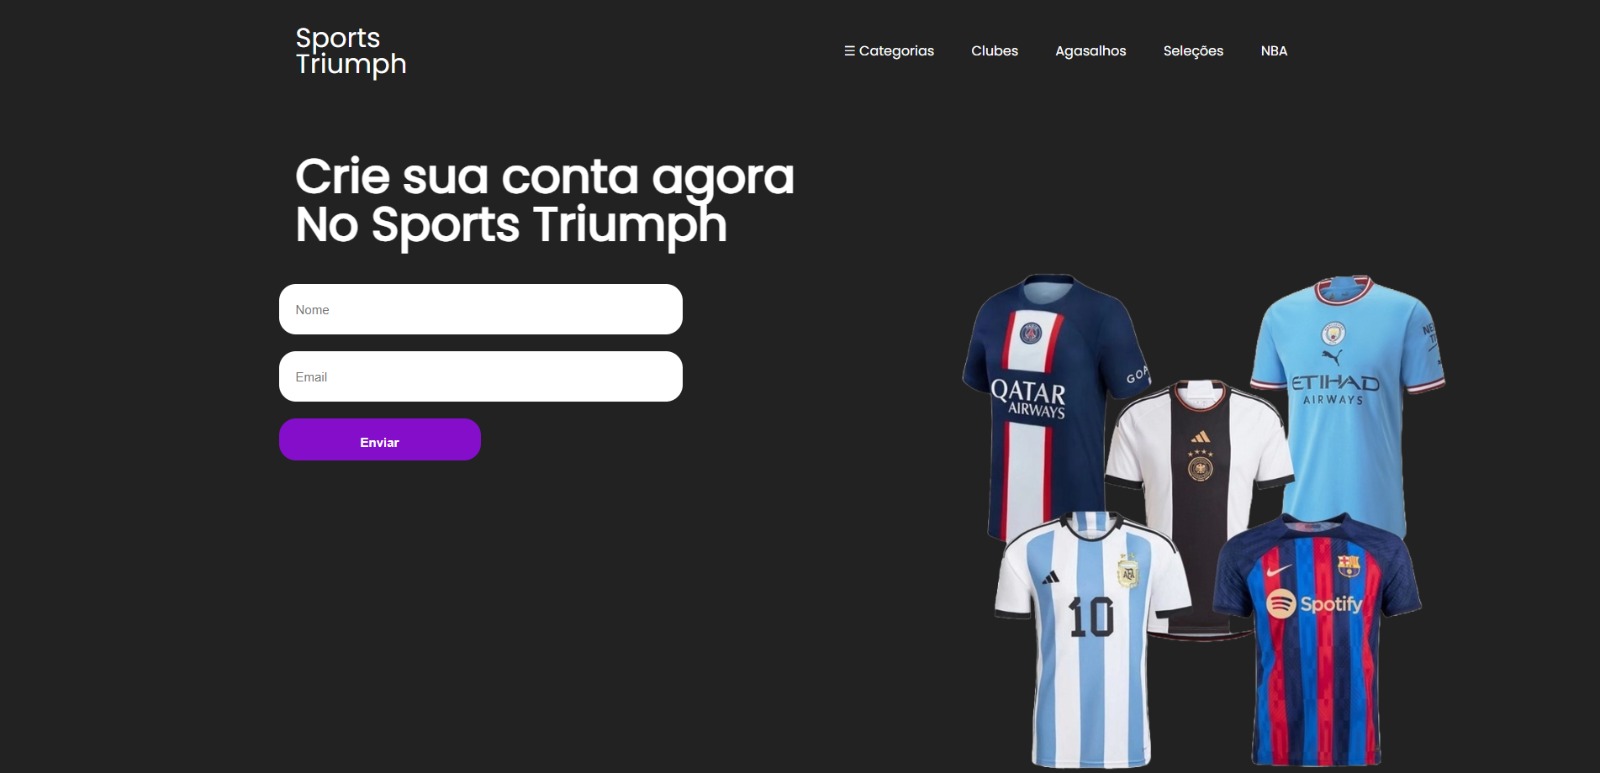 Sports
Triumph
☰ Categorias Clubes Agasalhos Seleções NBA
Crie sua conta agora
No Sports Triumph
Nome
Email
Enviar
QATAR
AIRWAYS
ETIHAD
AIRWAYS
AFA
10
Spotify